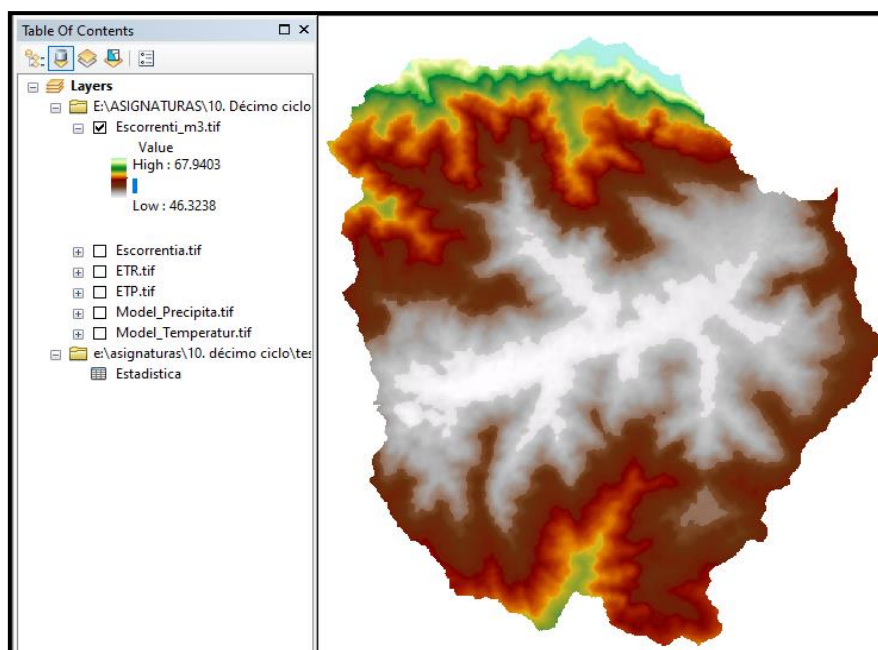 Table Of Contents
Layers
E:\ASIGNATURAS\10. Décimo ciclo
Escorrenti_m3.tif
Value
High : 67.9403
Low : 46.3238
Escorrentia.tif
ETR.tif
ETP.tif
Model_Precipita.tif
Model_Temperatur.tif
e:\asignaturas\10. décimo ciclo\tes
Estadistica